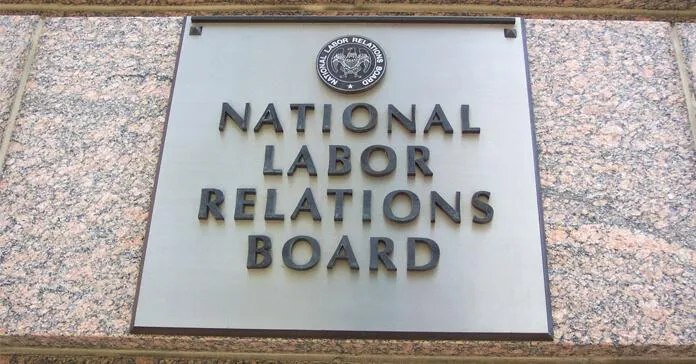 NATIONAL LABOR RELATIONS BOARD
NATIONAL
LABOR
RELATIONS
BOARD